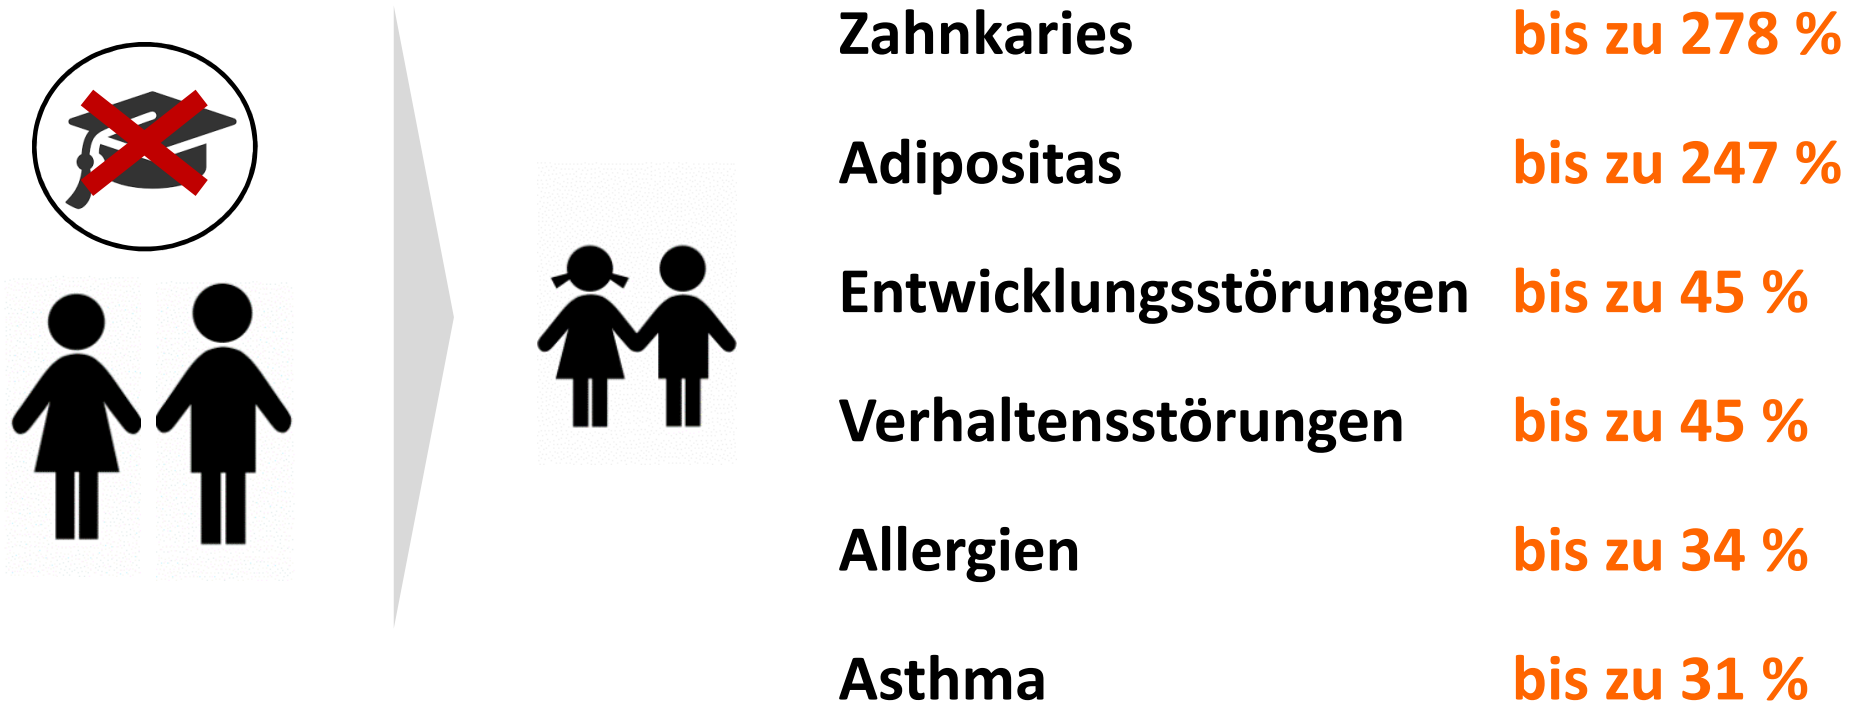 Zahnkaries bis zu 278 %
Adipositas bis zu 247 %
Entwicklungsstörungen bis zu 45 %
Verhaltensstörungen bis zu 45 %
Allergien bis zu 34 %
Asthma bis zu 31 %